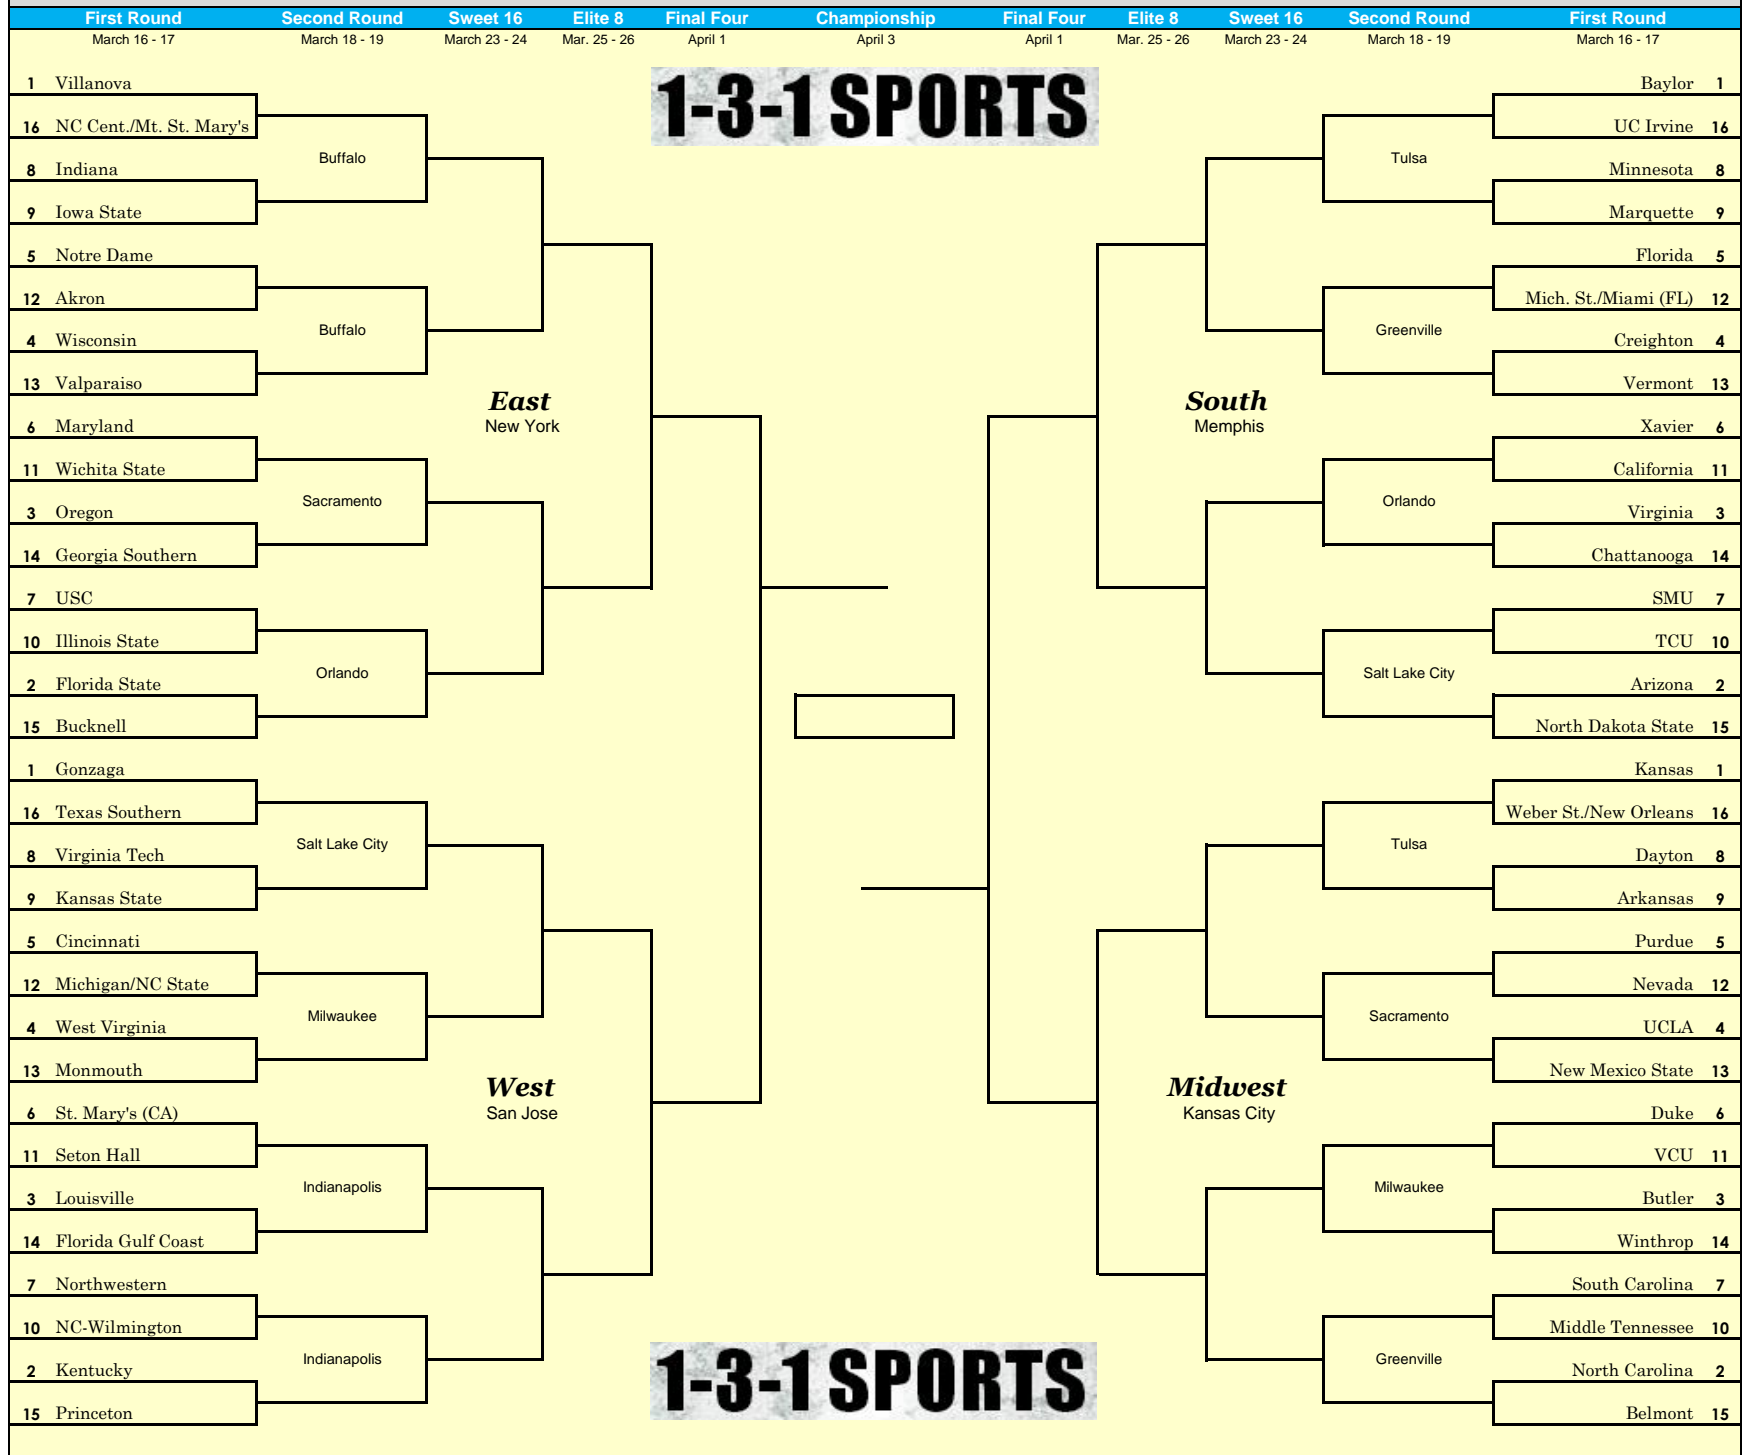 First Round Second Round Sweet 16 Elite 8 Final Four Championship Final Four Elite 8 Sweet 16 Second Round First Round
March 16 - 17 March 18 - 19 March 23 - 24 Mar. 25 - 26 April 1 April 3 April 1 Mar. 25 - 26 March 23 - 24 March 18 - 19 March 16 - 17
1-3-1 SPORTS
1 Villanova
16 NC Cent./Mt. St. Mary's
Buffalo
8 Indiana
9 Iowa State
5 Notre Dame
12 Akron
Buffalo
4 Wisconsin
13 Valparaiso
East
New York
6 Maryland
11 Wichita State
Sacramento
3 Oregon
14 Georgia Southern
7 USC
10 Illinois State
Orlando
2 Florida State
15 Bucknell
1 Gonzaga
16 Texas Southern
Salt Lake City
8 Virginia Tech
9 Kansas State
5 Cincinnati
12 Michigan/NC State
Milwaukee
4 West Virginia
13 Monmouth
West
San Jose
6 St. Mary's (CA)
11 Seton Hall
Indianapolis
3 Louisville
14 Florida Gulf Coast
7 Northwestern
10 NC-Wilmington
Indianapolis
2 Kentucky
15 Princeton
Baylor 1
UC Irvine 16
Tulsa
Minnesota 8
Marquette 9
Florida 5
Mich. St./Miami (FL) 12
Greenville
Creighton 4
Vermont 13
South
Memphis
Xavier 6
California 11
Orlando
Virginia 3
Chattanooga 14
SMU 7
TCU 10
Salt Lake City
Arizona 2
North Dakota State 15
Kansas 1
Weber St./New Orleans 16
Tulsa
Dayton 8
Arkansas 9
Purdue 5
Nevada 12
Sacramento
UCLA 4
New Mexico State 13
Midwest
Kansas City
Duke 6
VCU 11
Milwaukee
Butler 3
Winthrop 14
South Carolina 7
Middle Tennessee 10
Greenville
North Carolina 2
Belmont 15
1-3-1 SPORTS